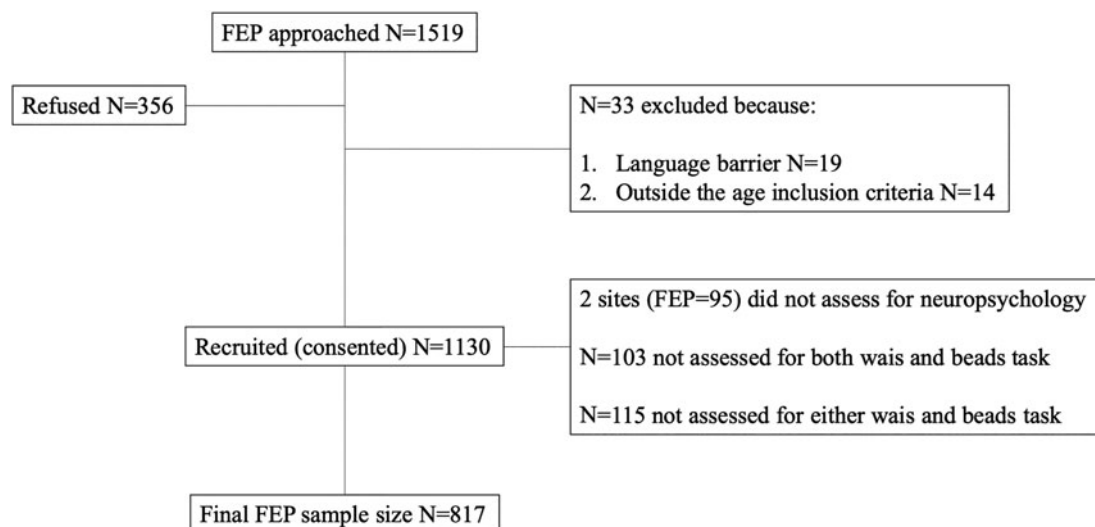 FEP approached N=1519
Refused N=356
N=33 excluded because:
1. Language barrier N=19
2. Outside the age inclusion criteria N=14
2 sites (FEP=95) did not assess for neuropsychology
Recruited (consented) N=1130
N=103 not assessed for both wais and beads task
N=115 not assessed for either wais and beads task
Final FEP sample size N=817